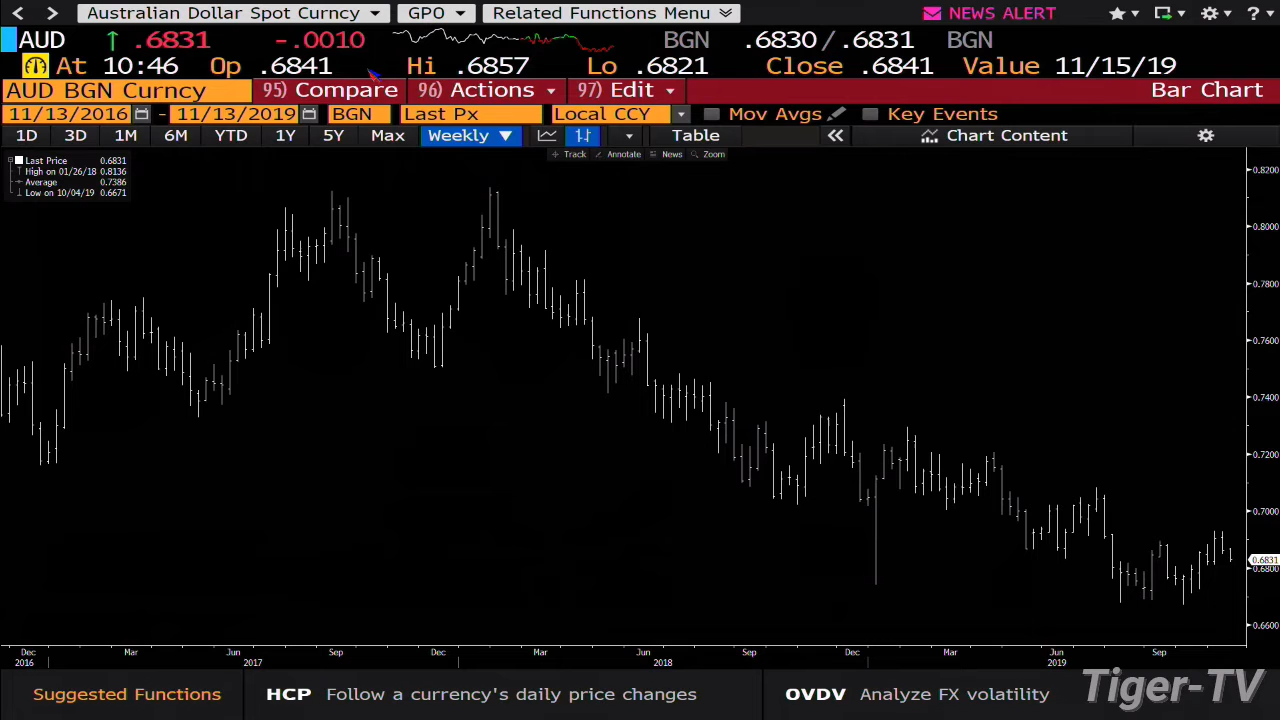 Australian Dollar Spot Curncy GPO Related Functions Menu NEWS ALERT ?
AUD .6831 -.0010 BGN .6830/.6831 BGN
At 10:46 Op .6841 Hi .6857 Lo .6821 Close .6841 Value 11/15/19
AUD BGN Curncy 95) Compare 96) Actions 97) Edit Bar Chart
11/13/2016 - 11/13/2019 BGN Last Px Local CCY Mov Avgs Key Events
1D 3D 1M 6M YTD 1Y 5Y Max Weekly Table Chart Content
Track Annotate News Zoom
Last Price 0.6831
High on 01/26/18 0.8136
Average 0.7386
Low on 10/04/19 0.6671
0.8200
0.8000
0.7800
0.7600
0.7400
0.7200
0.7000
0.6831
0.6800
0.6600
Dec Mar Jun Sep Dec Mar Jun Sep Dec Mar Jun Sep
2016 2017 2018 2019
Suggested Functions HCP Follow a currency's daily price changes OVDV Analyze FX volatility
Tiger-TV